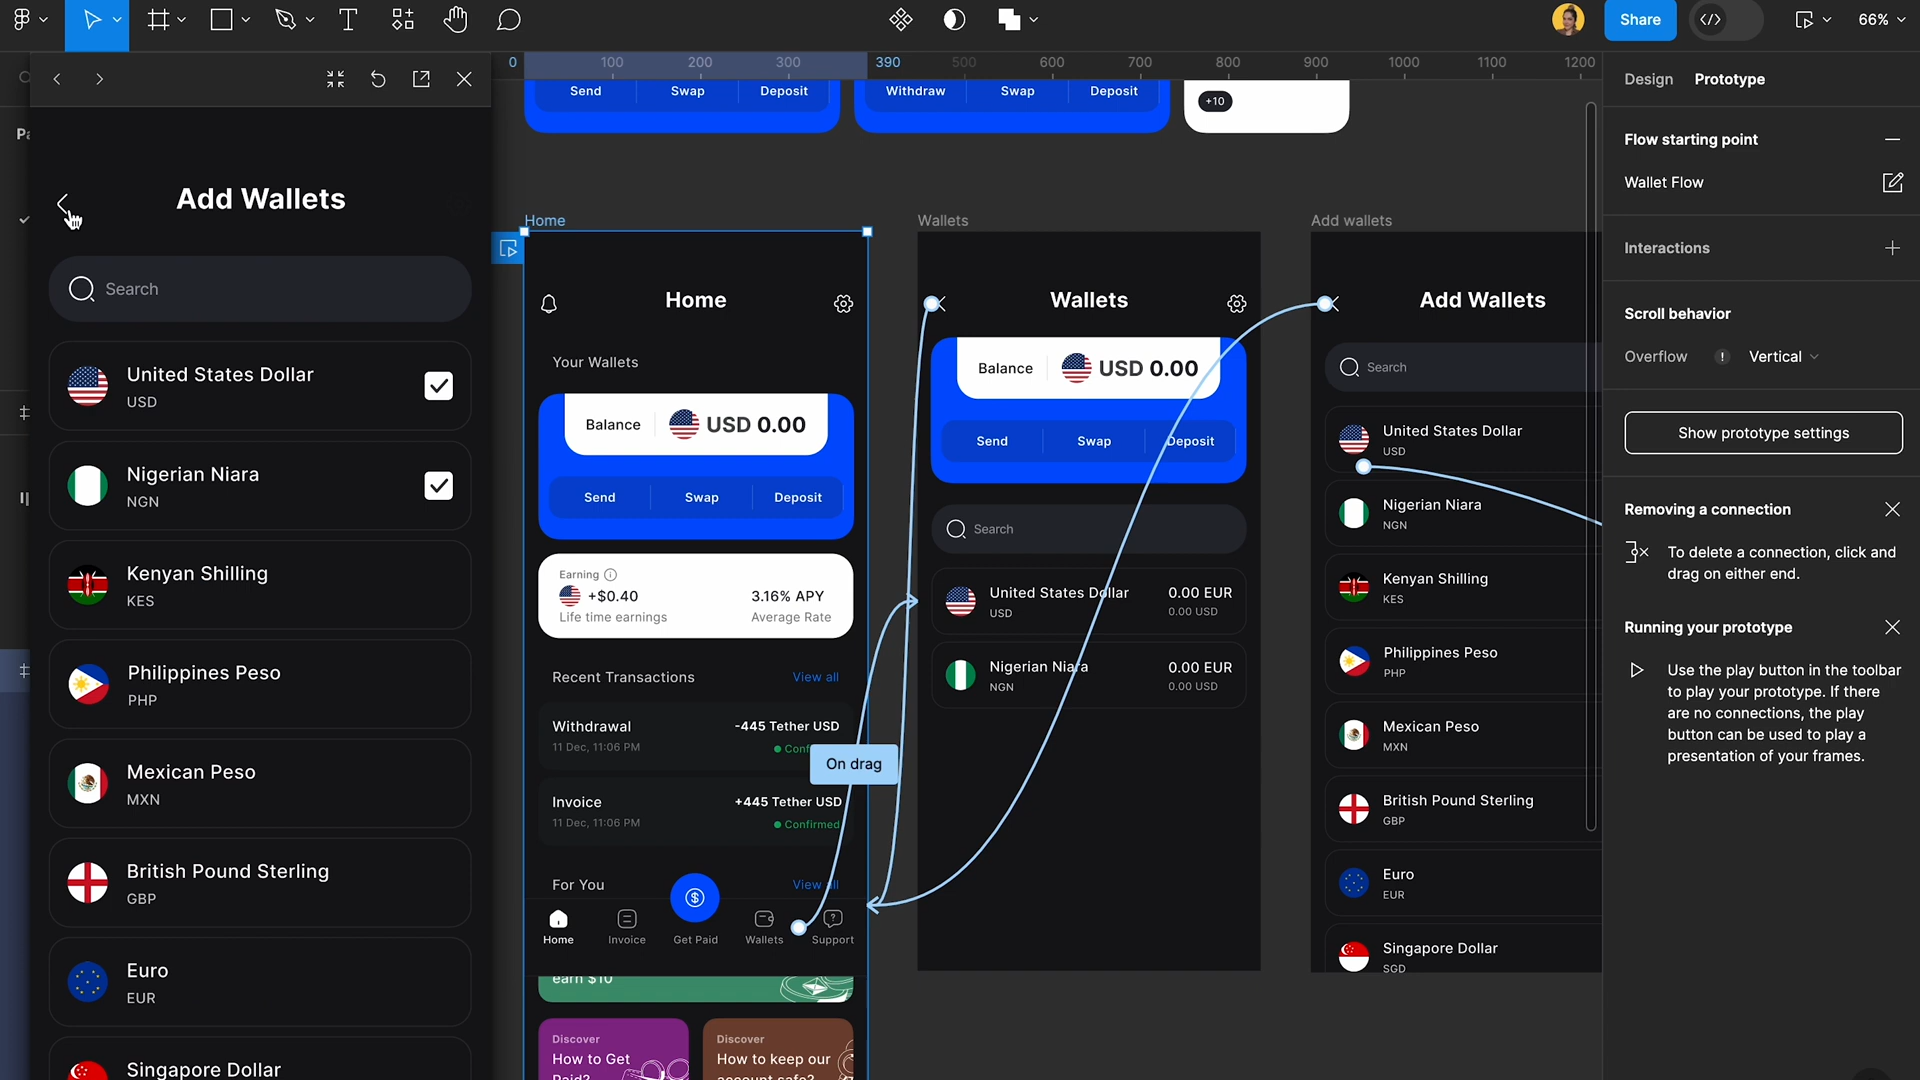 Share
66%
0
100
200
300
390
500
600
700
800
900
1000
1100
1200
Send
Swap
Deposit
Withdraw
Swap
Deposit
+10
Add Wallets
Search
United States Dollar
USD
Nigerian Niara
NGN
Kenyan Shilling
KES
Philippines Peso
PHP
Mexican Peso
MXN
British Pound Sterling
GBP
Euro
EUR
Singapore Dollar
Home
Home
Your Wallets
Balance
USD 0.00
Send
Swap
Deposit
Earning
+$0.40
3.16% APY
Life time earnings
Average Rate
Recent Transactions
View all
Withdrawal
-445 Tether USD
11 Dec, 11:06 PM
On drag
Invoice
+445 Tether USD
11 Dec, 11:06 PM
Confirmed
For You
View all
Home
Invoice
Get Paid
Wallets
Support
earn $10
Discover
How to Get
Paid?
Discover
How to keep our
account safe?
Wallets
Wallets
Balance
USD 0.00
Send
Swap
Deposit
Search
United States Dollar
0.00 EUR
USD
0.00 USD
Nigerian Niara
0.00 EUR
NGN
0.00 USD
Add wallets
Add Wallets
Search
United States Dollar
USD
Nigerian Niara
NGN
Kenyan Shilling
KES
Philippines Peso
PHP
Mexican Peso
MXN
British Pound Sterling
GBP
Euro
EUR
Singapore Dollar
SGD
Design
Prototype
Flow starting point
Wallet Flow
Interactions
Scroll behavior
Overflow
Vertical
Show prototype settings
Removing a connection
To delete a connection, click and
drag on either end.
Running your prototype
Use the play button in the toolbar
to play your prototype. If there
are no connections, the play
button can be used to play a
presentation of your frames.